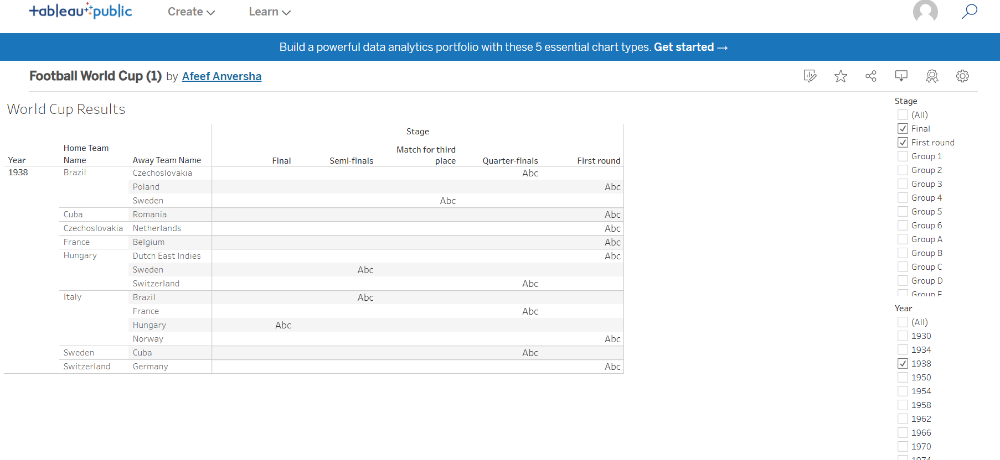 +ableau public
Create
Learn
Build a powerful data analytics portfolio with these 5 essential chart types. Get started →
Football World Cup (1) by Afeef Anversha
World Cup Results
Stage
Year Home Team Name Away Team Name Final Semi-finals Match for third place Quarter-finals First round
1938 Brazil Czechoslovakia Abc
Poland Abc
Sweden Abc
Cuba Romania Abc
Czechoslovakia Netherlands Abc
France Belgium Abc
Hungary Dutch East Indies Abc
Sweden Abc
Switzerland Abc
Italy Brazil Abc
France Abc
Hungary Abc
Norway Abc
Sweden Cuba Abc
Switzerland Germany Abc
Stage
(All)
Final
First round
Group 1
Group 2
Group 3
Group 4
Group 5
Group 6
Group A
Group B
Group C
Group D
Group E
Year
(All)
1930
1934
1938
1950
1954
1958
1962
1966
1970
1974